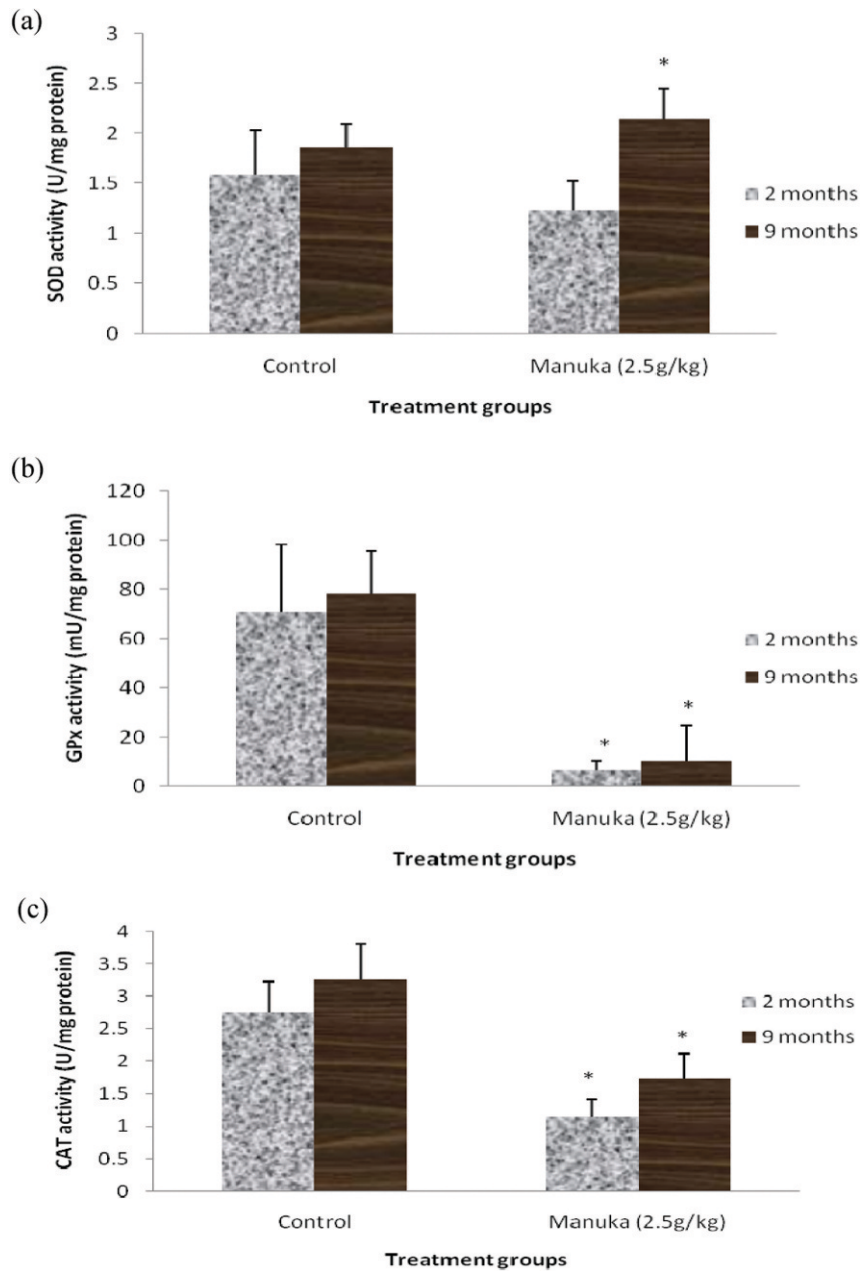 (a)
3
2.5
2
1.5
1
0.5
0
SOD activity (U/mg protein)
*
2 months
9 months
Control
Manuka (2.5g/kg)
Treatment groups
(b)
120
100
80
60
40
20
0
GPx activity (mU/mg protein)
*
*
2 months
9 months
Control
Manuka (2.5g/kg)
Treatment groups
(c)
4
3.5
3
2.5
2
1.5
1
0.5
0
CAT activity (U/mg protein)
*
*
2 months
9 months
Control
Manuka (2.5g/kg)
Treatment groups